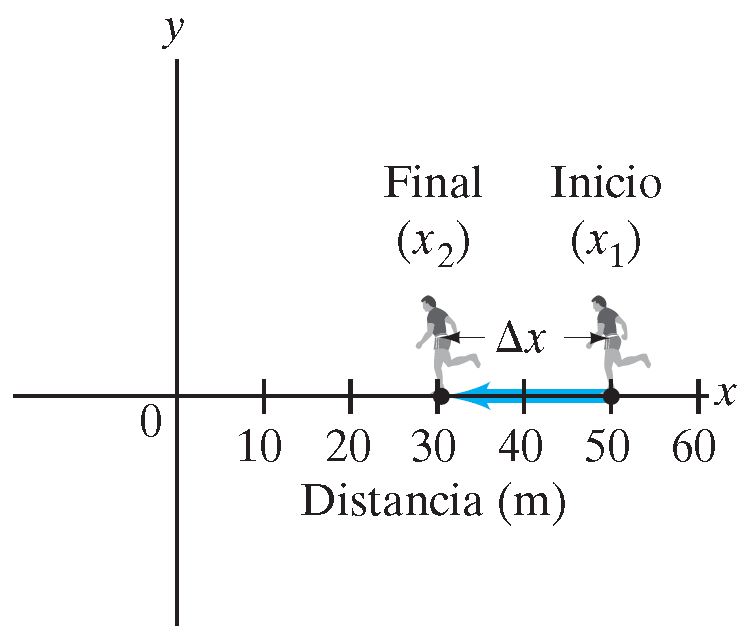 y
Final Inicio
(x₂) (x₁)
Δx
x
0
10 20 30 40 50 60
Distancia (m)